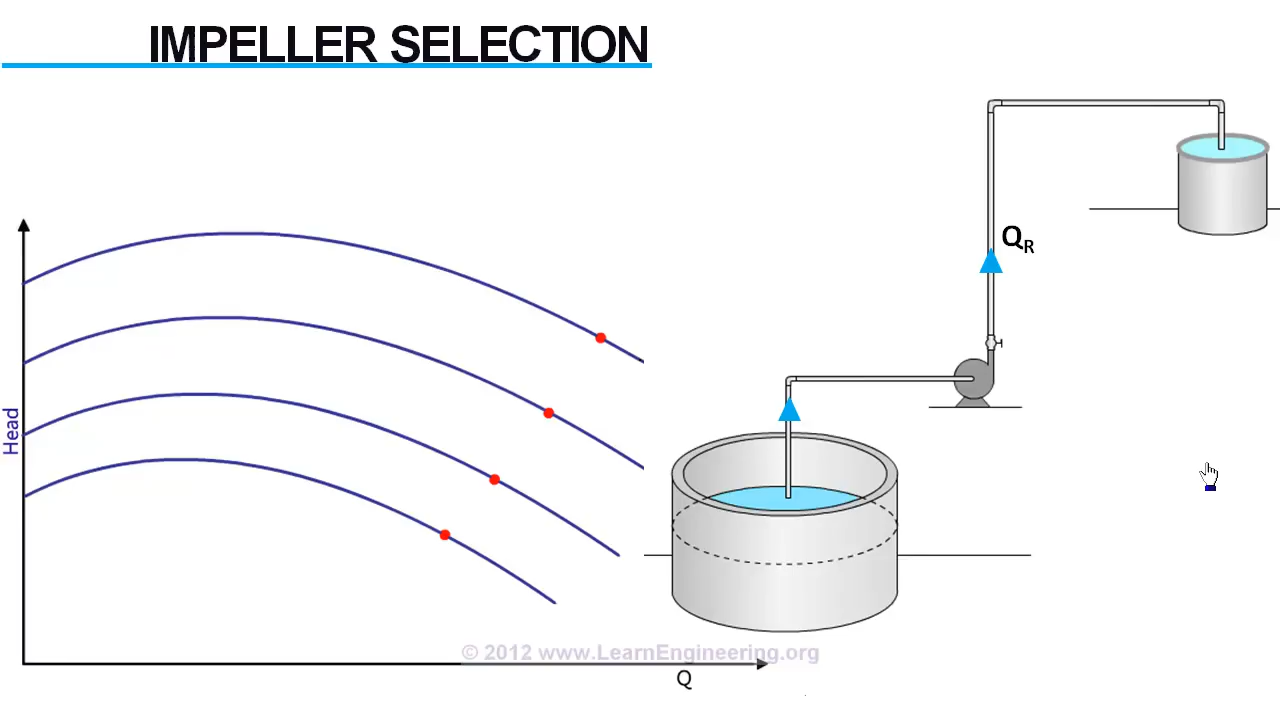 IMPELLER SELECTION
QR
Head
© 2012 www.LearnEngineering.org
Q